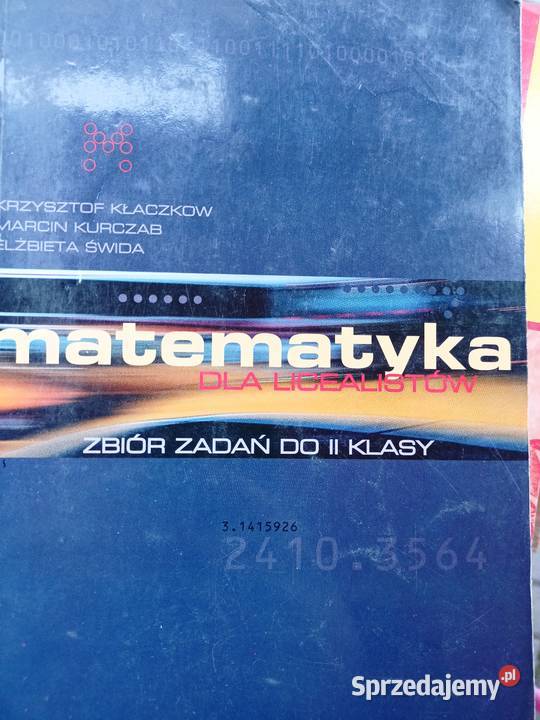 KRZYSZTOF KŁACZKOW
MARCIN KURCZAB
ELŻBIETA ŚWIDA
matematyka
DLA LICEALISTÓW
ZBIÓR ZADAŃ DO II KLASY
3.1415926
2410.3564
Sprzedajemy.pl